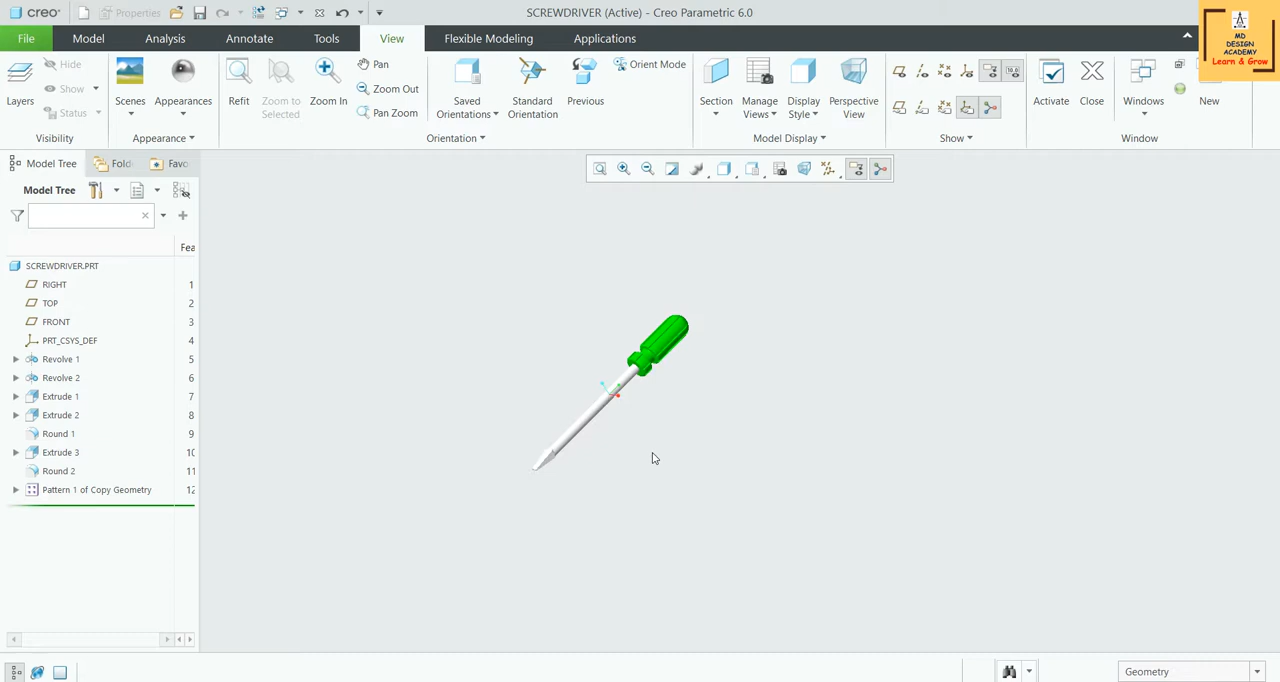 creo
Properties
SCREWDRIVER (Active) - Creo Parametric 6.0
File
Model
Analysis
Annotate
Tools
View
Flexible Modeling
Applications
MD
DESIGN
ACADEMY
Learn & Grow
Layers
Hide
Show
Status
Visibility
Scenes
Appearances
Appearance
Refit
Zoom to
Selected
Zoom In
Pan
Zoom Out
Pan Zoom
Saved
Orientations
Standard
Orientation
Previous
Orient Mode
Orientation
Section
Manage
Views
Display
Style
Perspective
View
Model Display
Show
Activate
Close
Windows
New
Window
Model Tree
Fold
Favo
Model Tree
Fea
SCREWDRIVER.PRT
RIGHT 1
TOP 2
FRONT 3
PRT_CSYS_DEF 4
Revolve 1 5
Revolve 2 6
Extrude 1 7
Extrude 2 8
Round 1 9
Extrude 3 10
Round 2 11
Pattern 1 of Copy Geometry 12
Geometry